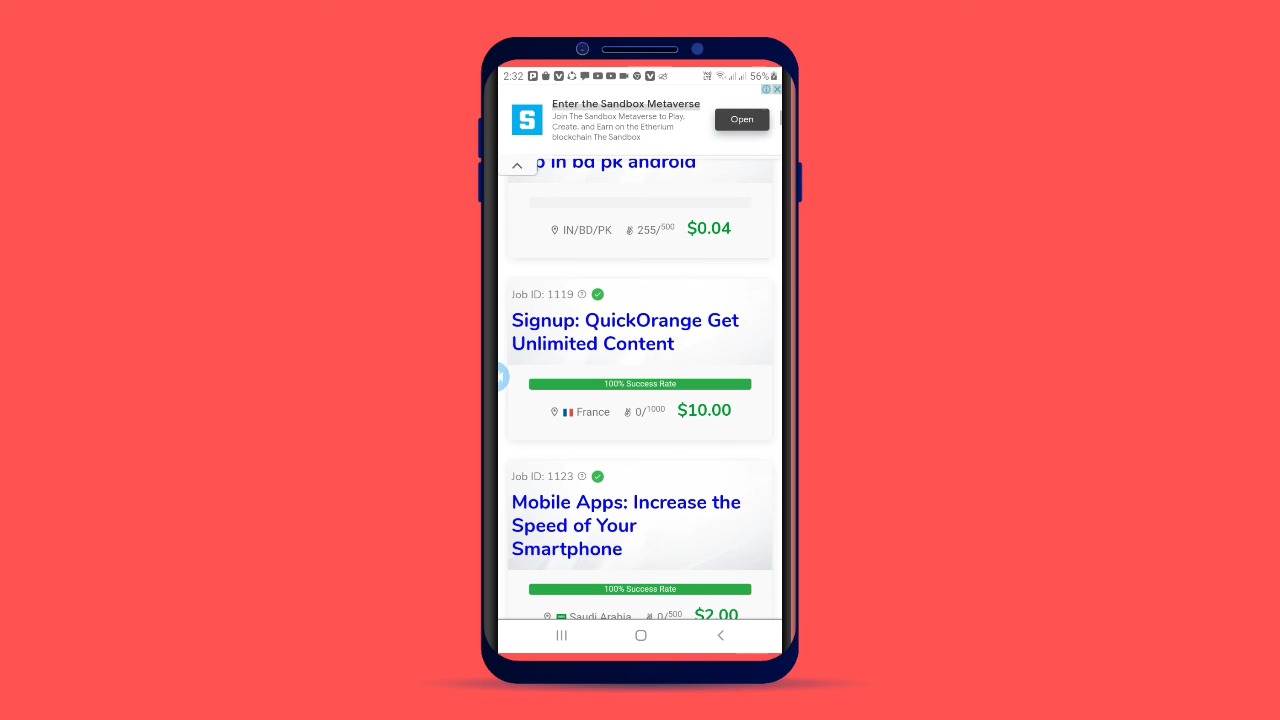 2:32
56%
Enter the Sandbox Metaverse
Join The Sandbox Metaverse to Play,
Create, and Earn on the Etherium
blockchain The Sandbox
Open
in bd pk android
IN/BD/PK 255/500 $0.04
Job ID: 1119
Signup: QuickOrange Get
Unlimited Content
100% Success Rate
France 0/1000 $10.00
Job ID: 1123
Mobile Apps: Increase the
Speed of Your
Smartphone
100% Success Rate
Saudi Arabia 0/500 $2.00